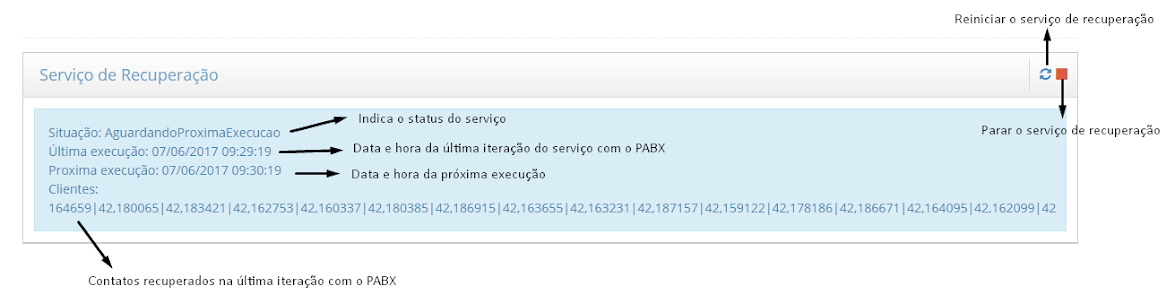 Reiniciar o serviço de recuperação
Serviço de Recuperação
Parar o serviço de recuperação
Situação: AguardandoProximaExecucao
Indica o status do serviço
Última execução: 07/06/2017 09:29:19
Data e hora da última iteração do serviço com o PABX
Proxima execução: 07/06/2017 09:30:19
Data e hora da próxima execução
Clientes:
164659|42,180065|42,183421|42,162753|42,160337|42,180385|42,186915|42,163655|42,163231|42,187157|42,159122|42,178186|42,186671|42,164095|42,162099|42
Contatos recuperados na última iteração com o PABX